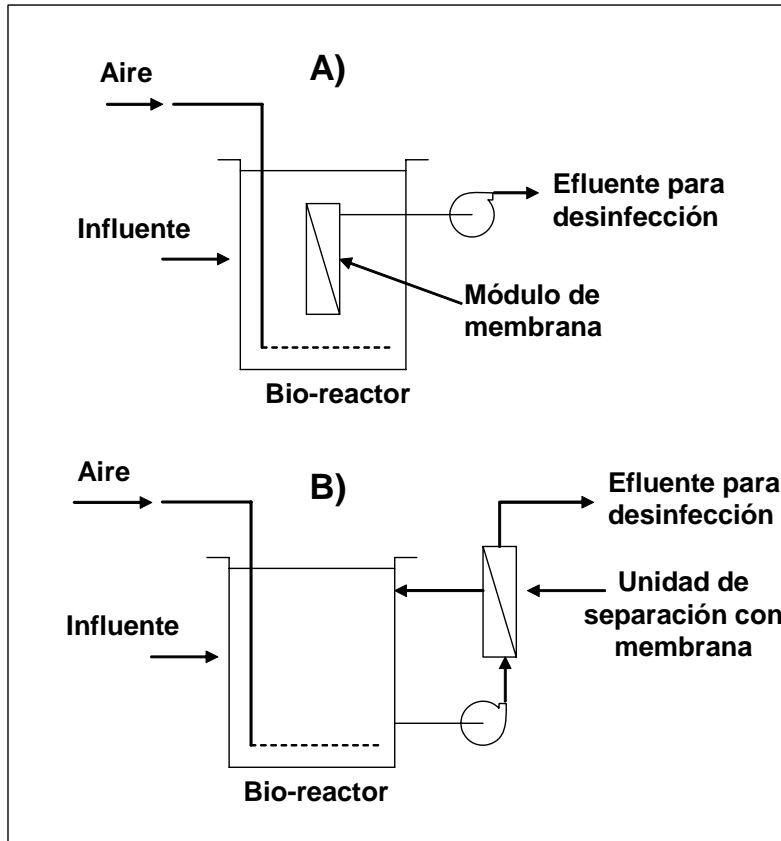 A)
Aire
Efluente para
desinfección
Influente
Módulo de
membrana
Bio-reactor
B)
Aire
Efluente para
desinfección
Unidad de
separación con
membrana
Influente
Bio-reactor